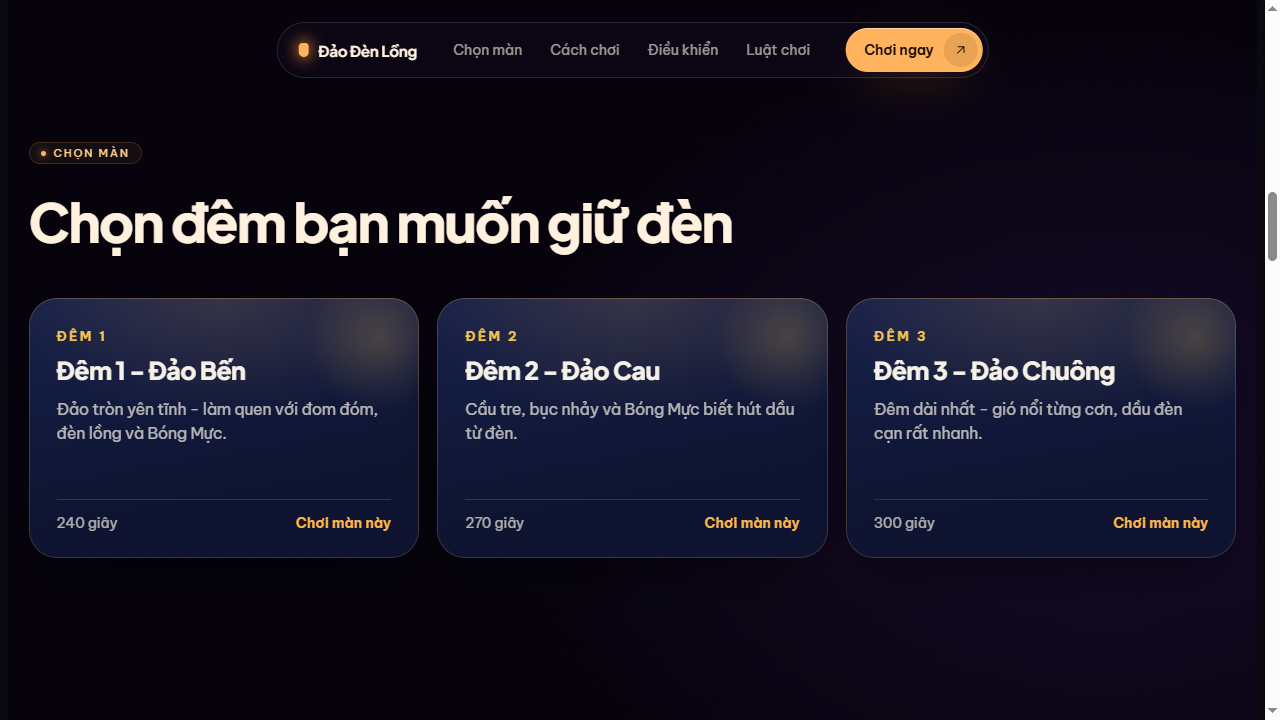 Đảo Đèn Lồng
Chọn màn
Cách chơi
Điều khiển
Luật chơi
Chơi ngay
CHỌN MÀN
Chọn đêm bạn muốn giữ đèn
ĐÊM 1
Đêm 1 – Đảo Bến
Đảo tròn yên tĩnh - làm quen với đom đóm,
đèn lồng và Bóng Mực.
240 giây
Chơi màn này
ĐÊM 2
Đêm 2 – Đảo Cau
Cầu tre, bục nhảy và Bóng Mực biết hút dầu
từ đèn.
270 giây
Chơi màn này
ĐÊM 3
Đêm 3 – Đảo Chuông
Đêm dài nhất - gió nổi từng cơn, dầu đèn
cạn rất nhanh.
300 giây
Chơi màn này